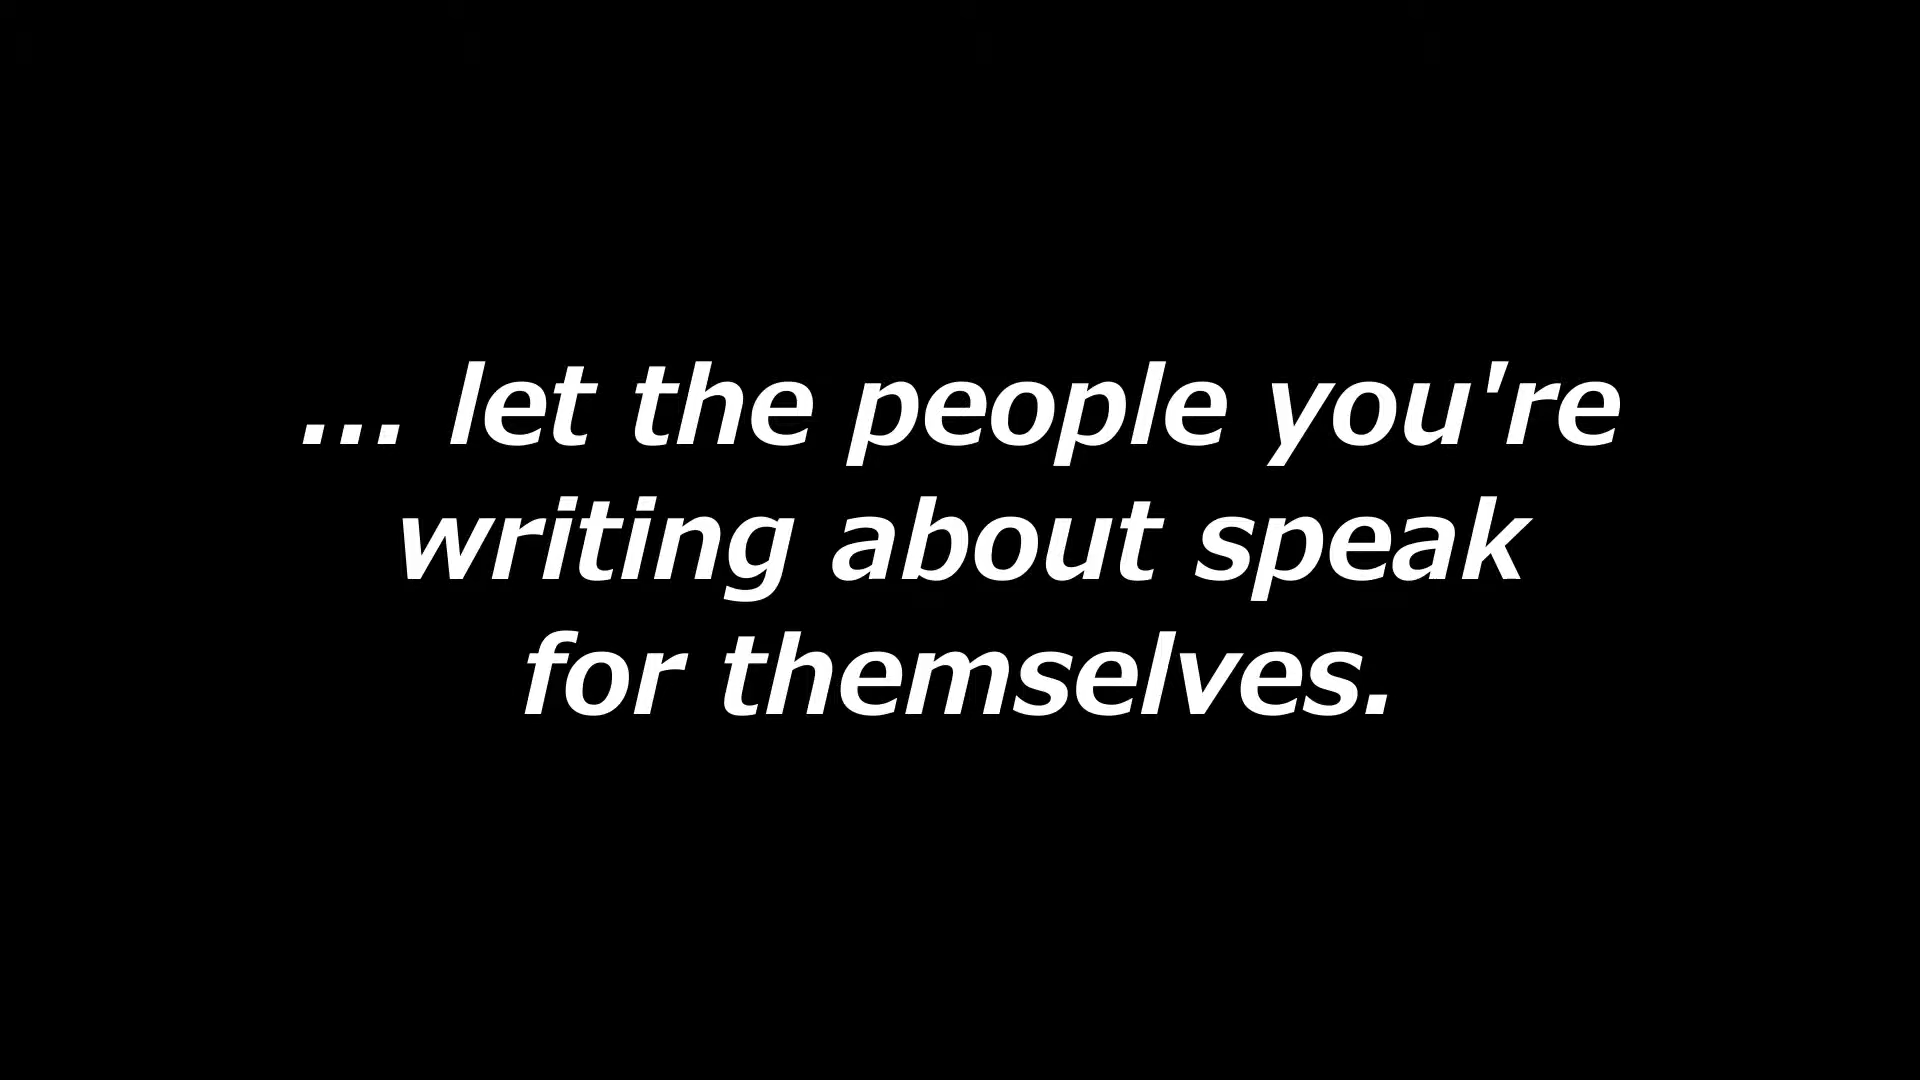 ... let the people you're
writing about speak
for themselves.